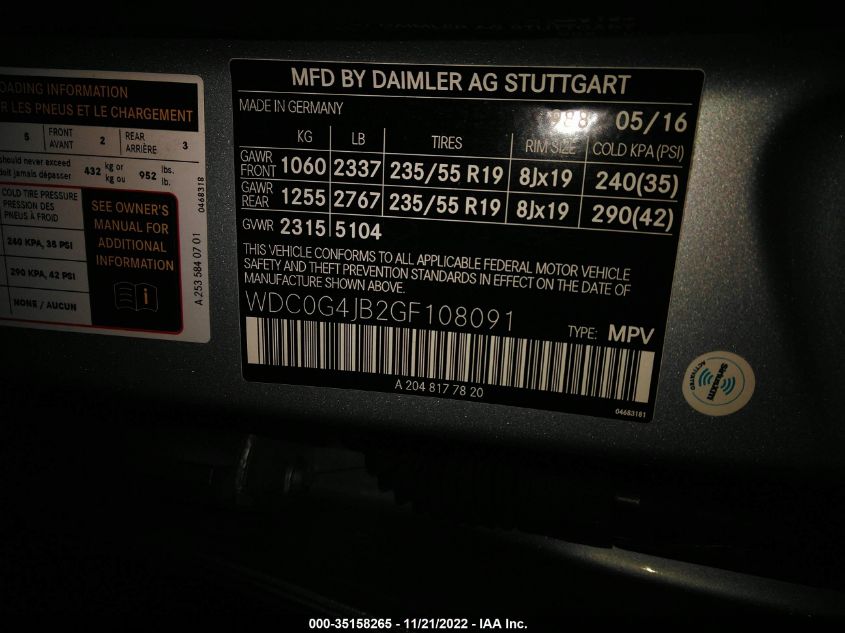 OADING INFORMATION
R LES PNEUS ET LE CHARGEMENT
5 FRONT AVANT 2 REAR ARRIÈRE 3
should never exceed
doit jamais dépasser 432 kg or kg ou 952 lbs. lb.
COLD TIRE PRESSURE
PRESSION DES
PNEUS À FROID
240 KPA, 35 PSI
290 KPA, 42 PSI
NONE / AUCUN
SEE OWNER'S
MANUAL FOR
ADDITIONAL
INFORMATION
0468318
A 253 584 07 01
MFD BY DAIMLER AG STUTTGART
MADE IN GERMANY 988 05/16
KG LB TIRES RIM SIZE COLD KPA (PSI)
GAWR FRONT 1060 2337 235/55 R19 8Jx19 240(35)
GAWR REAR 1255 2767 235/55 R19 8Jx19 290(42)
GVWR 2315 5104
THIS VEHICLE CONFORMS TO ALL APPLICABLE FEDERAL MOTOR VEHICLE
SAFETY AND THEFT PREVENTION STANDARDS IN EFFECT ON THE DATE OF
MANUFACTURE SHOWN ABOVE.
WDC0G4JB2GF108091
TYPE: MPV
A 204 817 78 20
04683181
SiriusXM
ACTIVATED
000-35158265 - 11/21/2022 - IAA Inc.